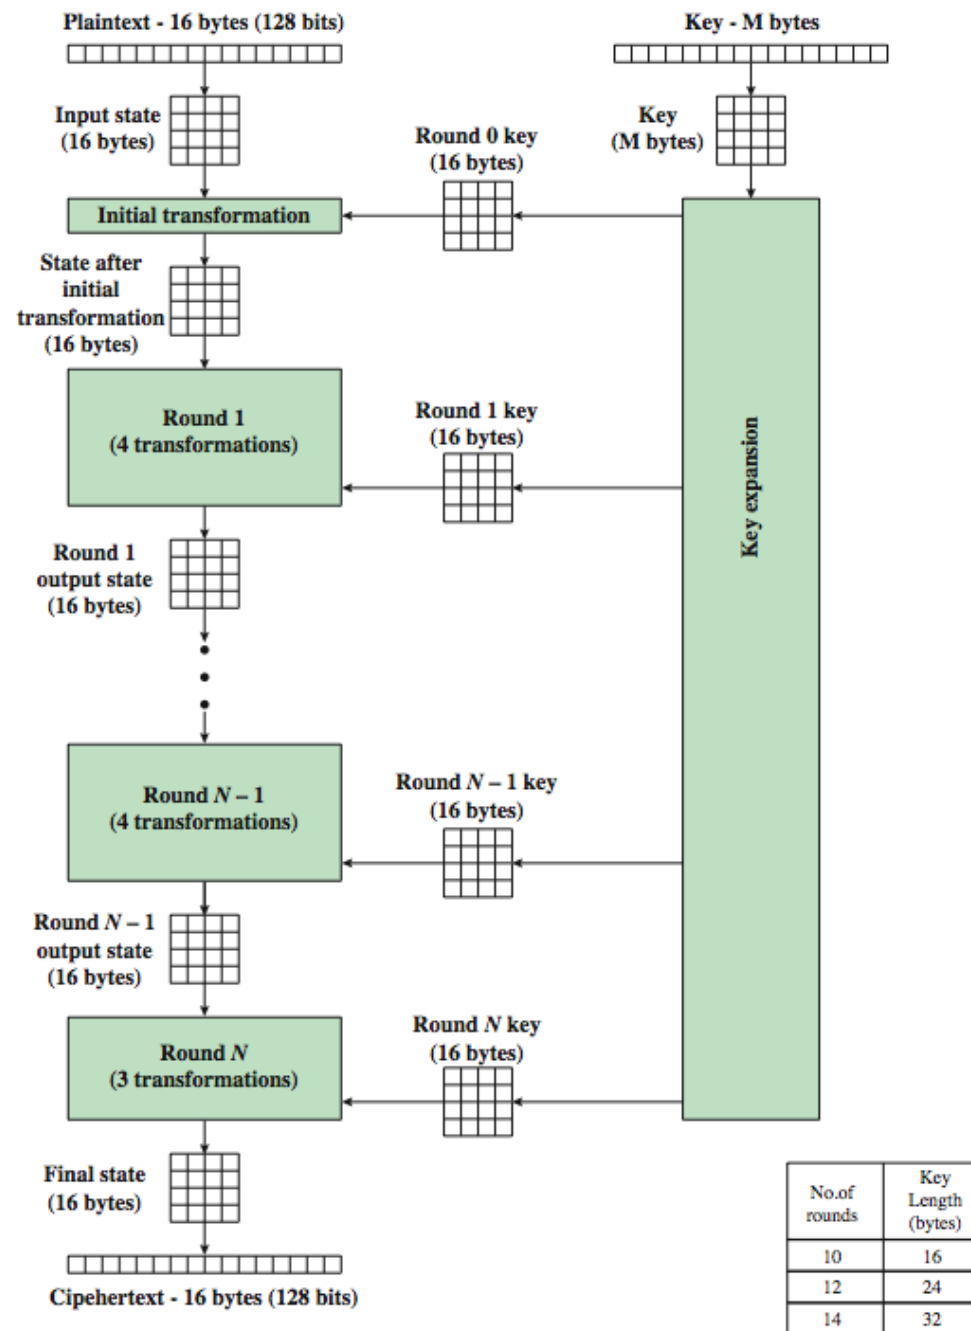 Plaintext - 16 bytes (128 bits)
Key - M bytes
Input state
(16 bytes)
Key
(M bytes)
Round 0 key
(16 bytes)
Initial transformation
State after
initial
transformation
(16 bytes)
Round 1
(4 transformations)
Round 1 key
(16 bytes)
Key expansion
Round 1
output state
(16 bytes)
Round N – 1
(4 transformations)
Round N – 1 key
(16 bytes)
Round N – 1
output state
(16 bytes)
Round N
(3 transformations)
Round N key
(16 bytes)
Final state
(16 bytes)
Cipehertext - 16 bytes (128 bits)
No.of
rounds
Key
Length
(bytes)
10 16
12 24
14 32